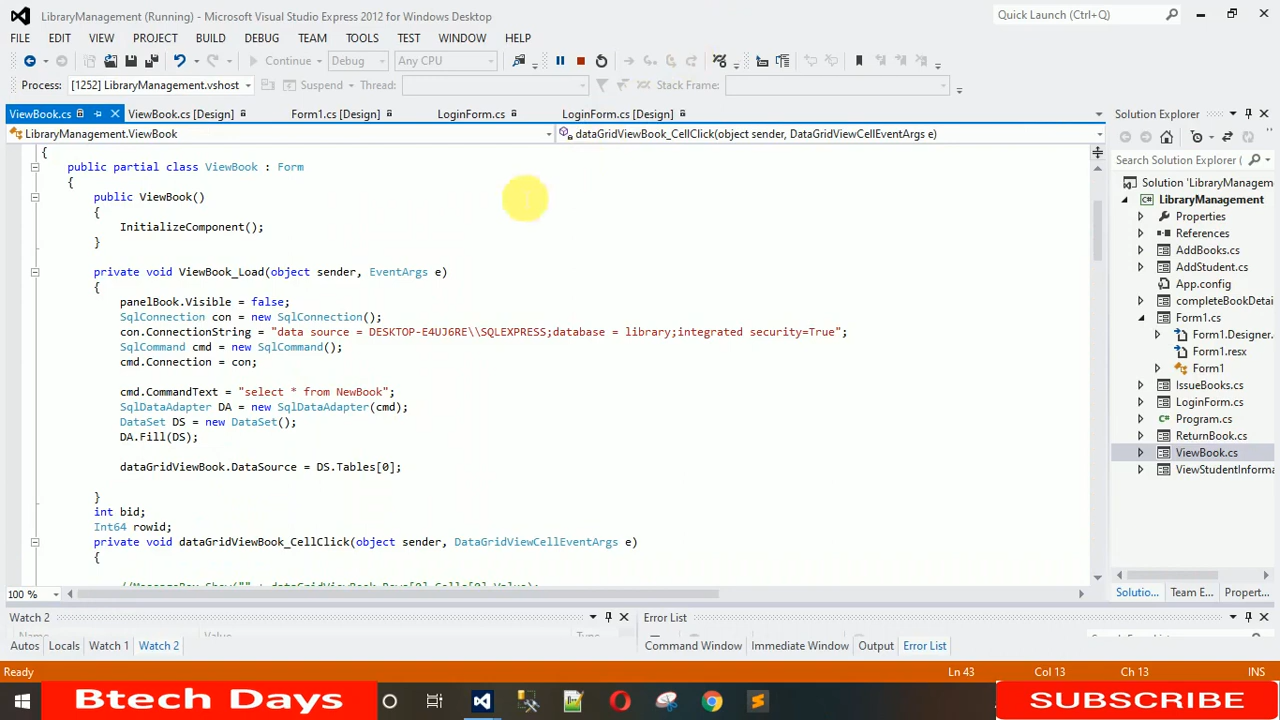 LibraryManagement (Running) - Microsoft Visual Studio Express 2012 for Windows Desktop
Quick Launch (Ctrl+Q)
FILE EDIT VIEW PROJECT BUILD DEBUG TEAM TOOLS TEST WINDOW HELP
Continue Debug Any CPU
Process: [1252] LibraryManagement.vshost Suspend Thread: Stack Frame:
ViewBook.cs ViewBook.cs [Design] Form1.cs [Design] LoginForm.cs LoginForm.cs [Design]
LibraryManagement.ViewBook dataGridViewBook_CellClick(object sender, DataGridViewCellEventArgs e)
{
public partial class ViewBook : Form
{
public ViewBook()
{
InitializeComponent();
}
private void ViewBook_Load(object sender, EventArgs e)
{
panelBook.Visible = false;
SqlConnection con = new SqlConnection();
con.ConnectionString = "data source = DESKTOP-E4UJ6RE\\SQLEXPRESS;database = library;integrated security=True";
SqlCommand cmd = new SqlCommand();
cmd.Connection = con;
cmd.CommandText = "select * from NewBook";
SqlDataAdapter DA = new SqlDataAdapter(cmd);
DataSet DS = new DataSet();
DA.Fill(DS);
dataGridViewBook.DataSource = DS.Tables[0];
}
int bid;
Int64 rowid;
private void dataGridViewBook_CellClick(object sender, DataGridViewCellEventArgs e)
{
100 %
Solution Explorer
Search Solution Explorer (
Solution 'LibraryManagem
LibraryManagement
Properties
References
AddBooks.cs
AddStudent.cs
App.config
completeBookDetai
Form1.cs
Form1.Designer.
Form1.resx
Form1
IssueBooks.cs
LoginForm.cs
Program.cs
ReturnBook.cs
ViewBook.cs
ViewStudentInforma
Solutio... Team E... Propert...
Watch 2
Error List
Autos Locals Watch 1 Watch 2
Command Window Immediate Window Output Error List
Ready Ln 43 Col 13 Ch 13 INS
Btech Days
SUBSCRIBE